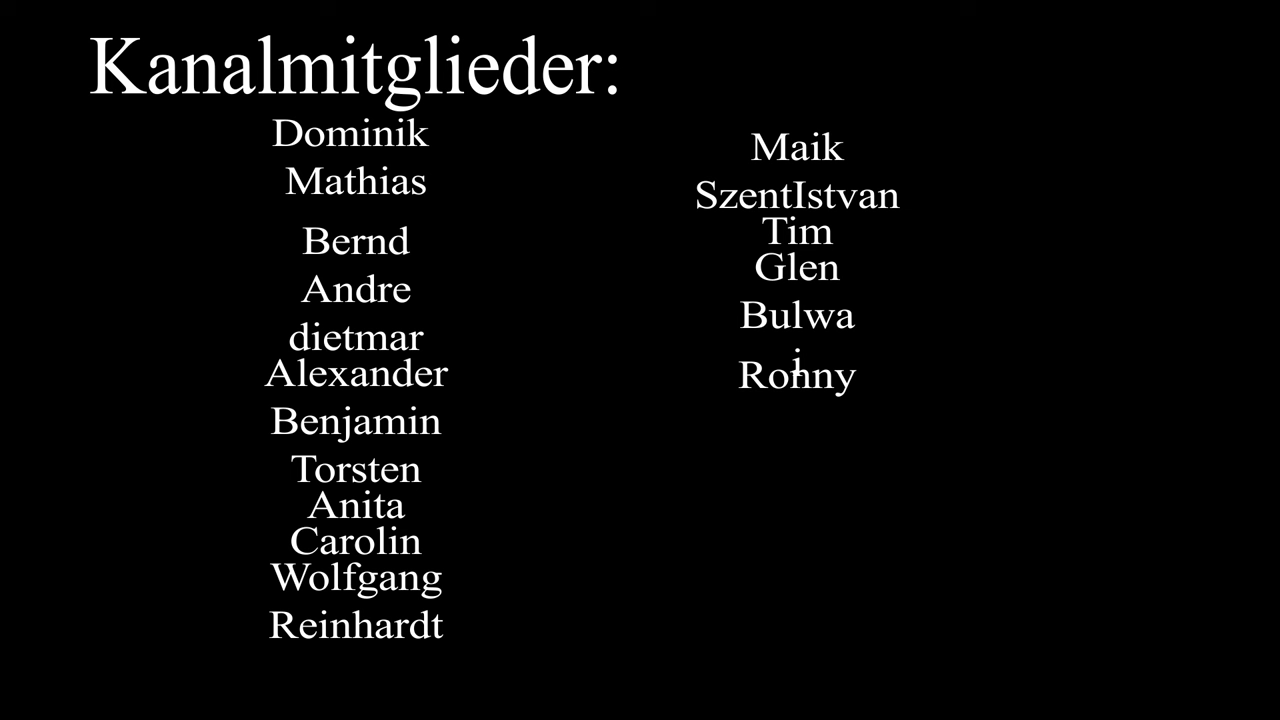 Kanalmitglieder:
Dominik
Mathias
Bernd
Andre
dietmar
Alexander
Benjamin
Torsten
Anita
Carolin
Wolfgang
Reinhardt
Maik
SzentIstvan
Tim
Glen
Bulwa
i
Ronny